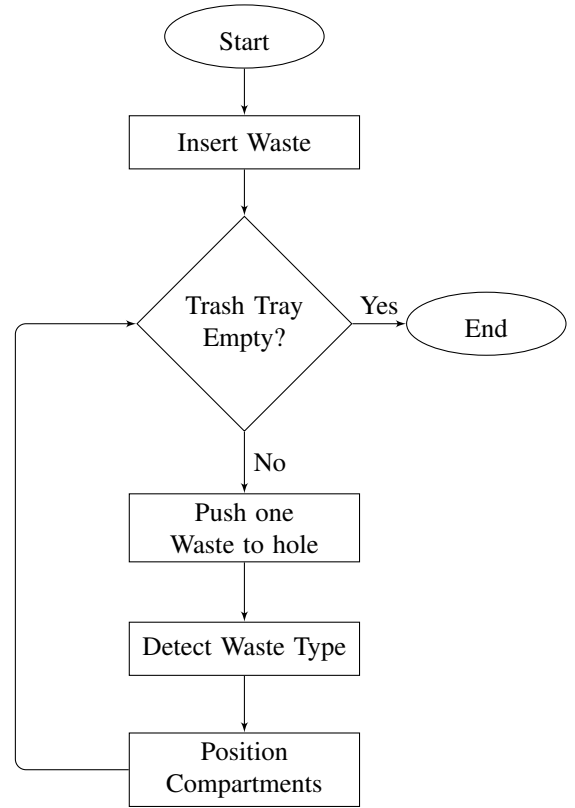 Start
Insert Waste
Trash Tray
Empty?
Yes
End
No
Push one
Waste to hole
Detect Waste Type
Position
Compartments